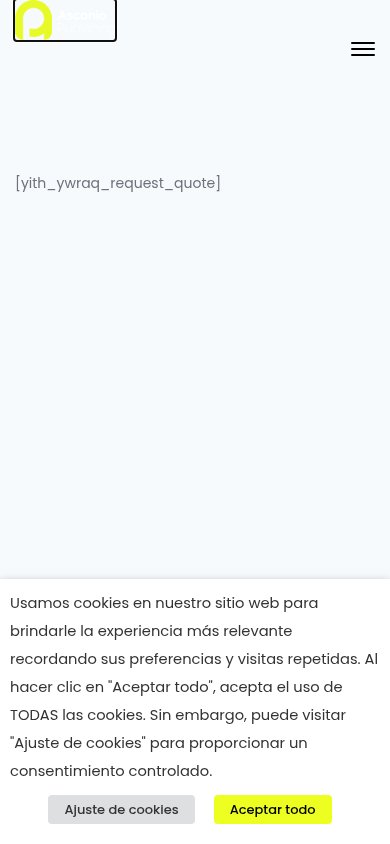 [yith_ywraq_request_quote]
Usamos cookies en nuestro sitio web para
brindarle la experiencia más relevante
recordando sus preferencias y visitas repetidas. Al
hacer clic en "Aceptar todo", acepta el uso de
TODAS las cookies. Sin embargo, puede visitar
"Ajuste de cookies" para proporcionar un
consentimiento controlado.
Ajuste de cookies
Aceptar todo